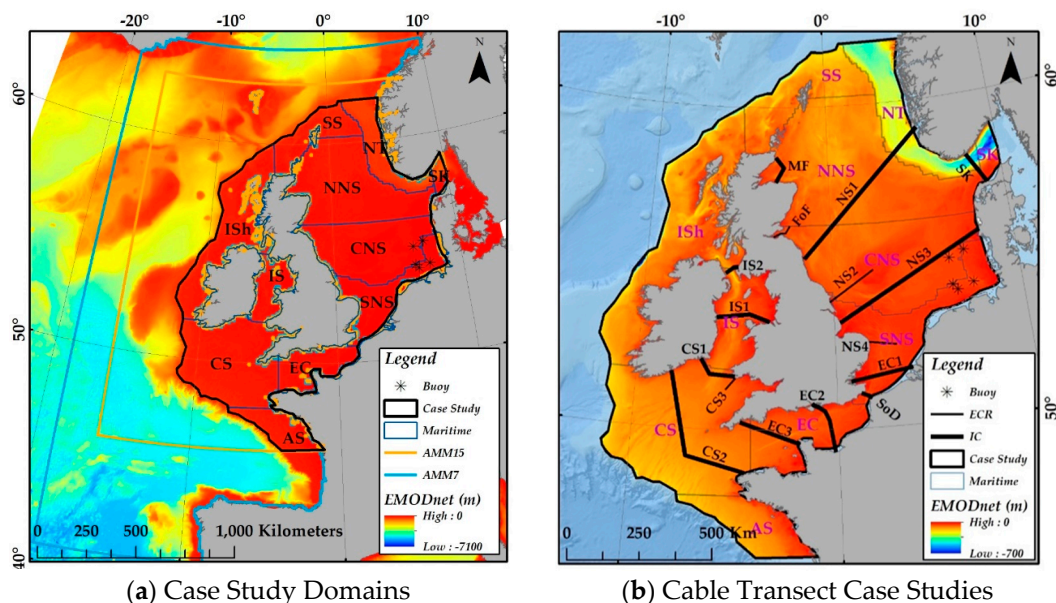 -20° -10° 0° 10°
N
60°
50°
40°
SS
NT
NNS
SK
ISh
CNS
IS
SNS
CS
EC
AS
Legend
Buoy
Case Study
Maritime
AMM15
AMM7
EMODnet (m)
High : 0
Low : -7100
0 250 500 1,000 Kilometers
(a) Case Study Domains
-10° 0° 10°
N
60°
50°
SS
NT
MF
NNS
SK
SK
NS1
FoF
ISh
CNS
NS3
NS2
IS2
IS1
IS
SNS
NS4
CS1
EC1
CS3
EC2
SoD
EC
EC3
CS
CS2
AS
Legend
Buoy
ECR
IC
Case Study
Maritime
EMODnet (m)
High : 0
Low : -700
0 250 500 Km
(b) Cable Transect Case Studies